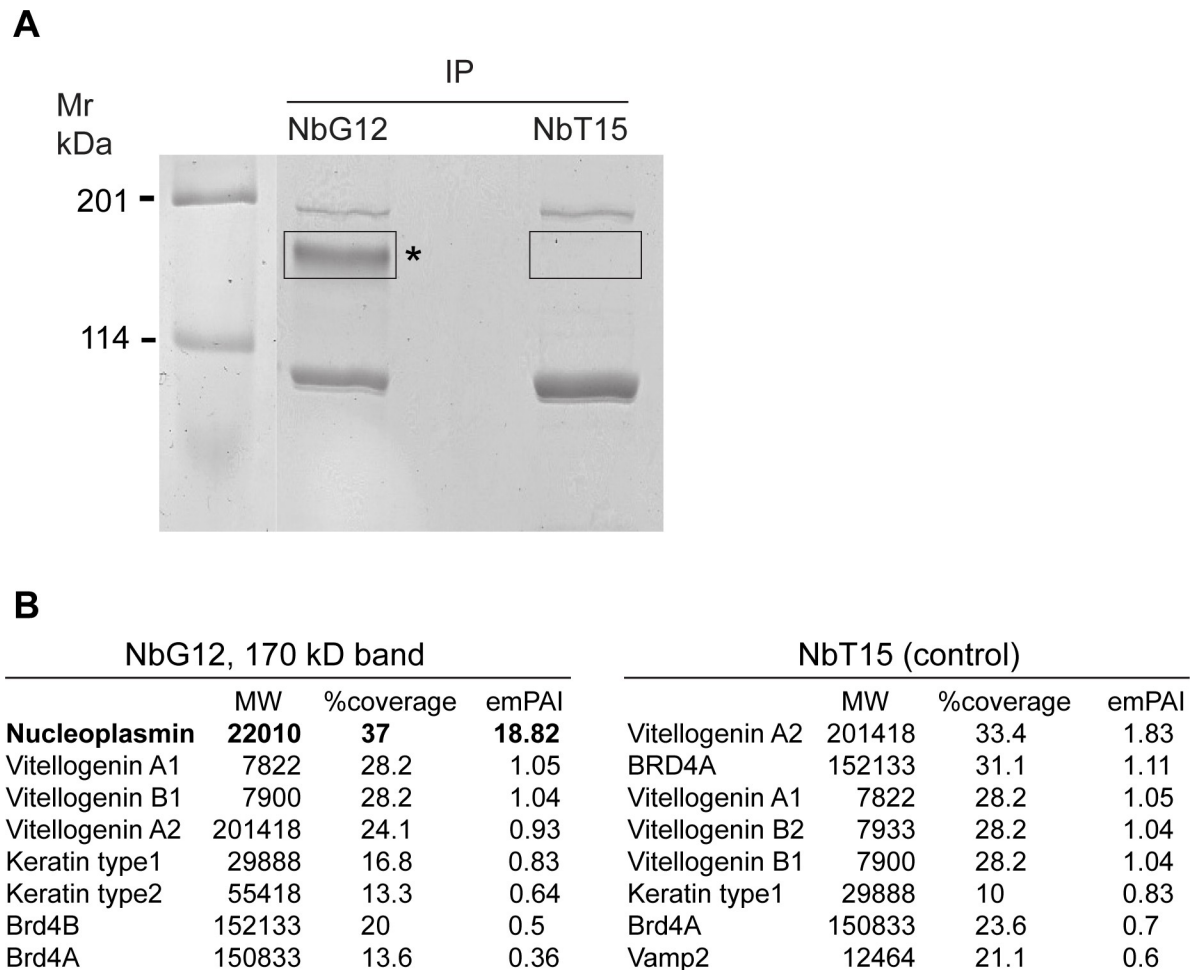 A
IP
Mr
kDa
NbG12 NbT15
201
*
114
B
NbG12, 170 kD band
MW %coverage emPAI
Nucleoplasmin 22010 37 18.82
Vitellogenin A1 7822 28.2 1.05
Vitellogenin B1 7900 28.2 1.04
Vitellogenin A2 201418 24.1 0.93
Keratin type1 29888 16.8 0.83
Keratin type2 55418 13.3 0.64
Brd4B 152133 20 0.5
Brd4A 150833 13.6 0.36
NbT15 (control)
MW %coverage emPAI
Vitellogenin A2 201418 33.4 1.83
BRD4A 152133 31.1 1.11
Vitellogenin A1 7822 28.2 1.05
Vitellogenin B2 7933 28.2 1.04
Vitellogenin B1 7900 28.2 1.04
Keratin type1 29888 10 0.83
Brd4A 150833 23.6 0.7
Vamp2 12464 21.1 0.6